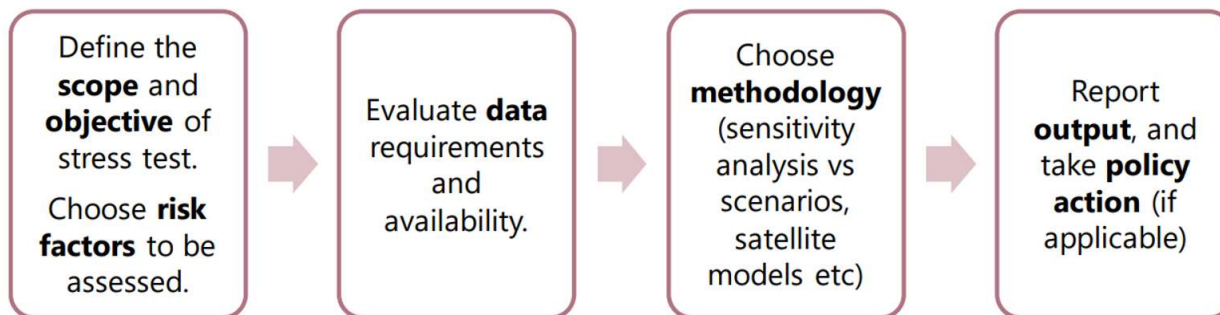 Define the
scope and
objective of
stress test.
Choose risk
factors to be
assessed.
Evaluate data
requirements
and
availability.
Choose
methodology
(sensitivity
analysis vs
scenarios,
satellite
models etc)
Report
output, and
take policy
action (if
applicable)